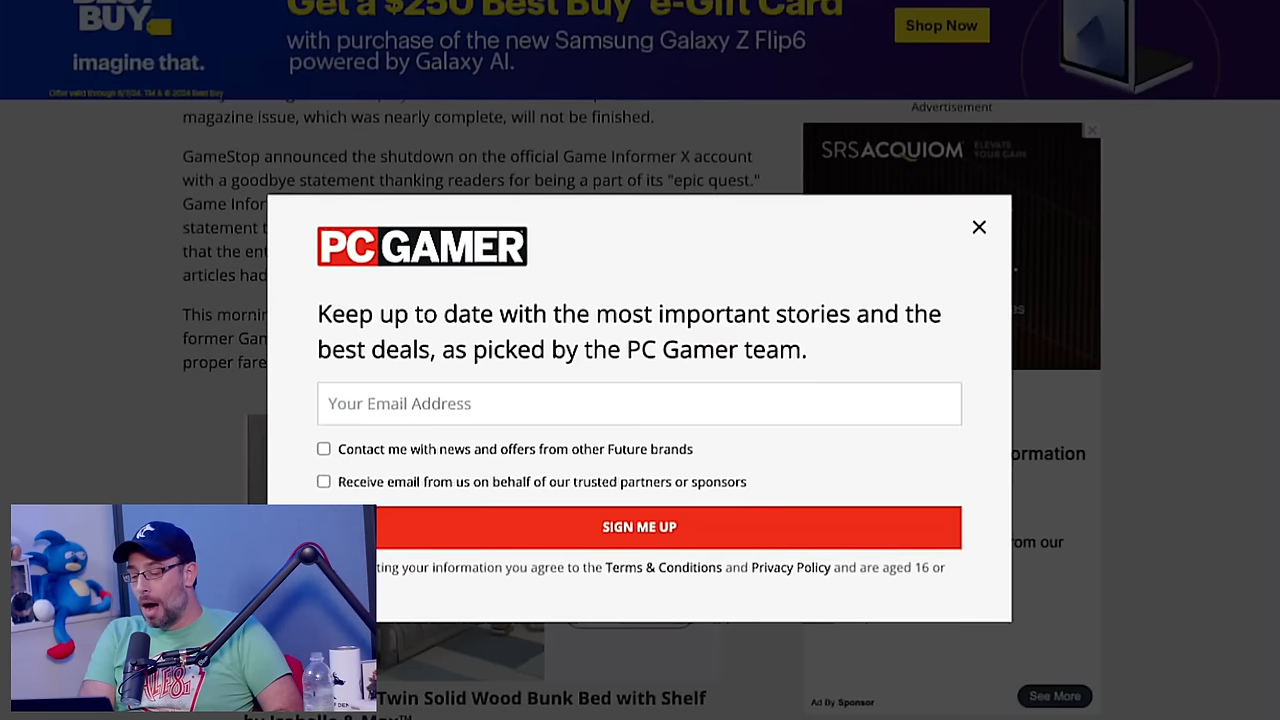 BEST
BUY
imagine that.
Offer valid through 8/7/24. TM & © 2024 Best Buy
Get a $250 Best Buy e-Gift Card
with purchase of the new Samsung Galaxy Z Flip6
powered by Galaxy AI.
Shop Now
magazine issue, which was nearly complete, will not be finished.
GameStop announced the shutdown on the official Game Informer X account
with a goodbye statement thanking readers for being a part of its "epic quest."
Game Infor
statement t
that the ent
articles had
This mornin
former Gam
proper fare
Advertisement
SRS ACQUIOM ELEVATE YOUR GAIN
PC GAMER
Keep up to date with the most important stories and the
best deals, as picked by the PC Gamer team.
Your Email Address
Contact me with news and offers from other Future brands
Receive email from us on behalf of our trusted partners or sponsors
SIGN ME UP
ting your information you agree to the Terms & Conditions and Privacy Policy and are aged 16 or
ormation
om our
Twin Solid Wood Bunk Bed with Shelf
by Isabelle & Max™
Ad By Sponsor
See More